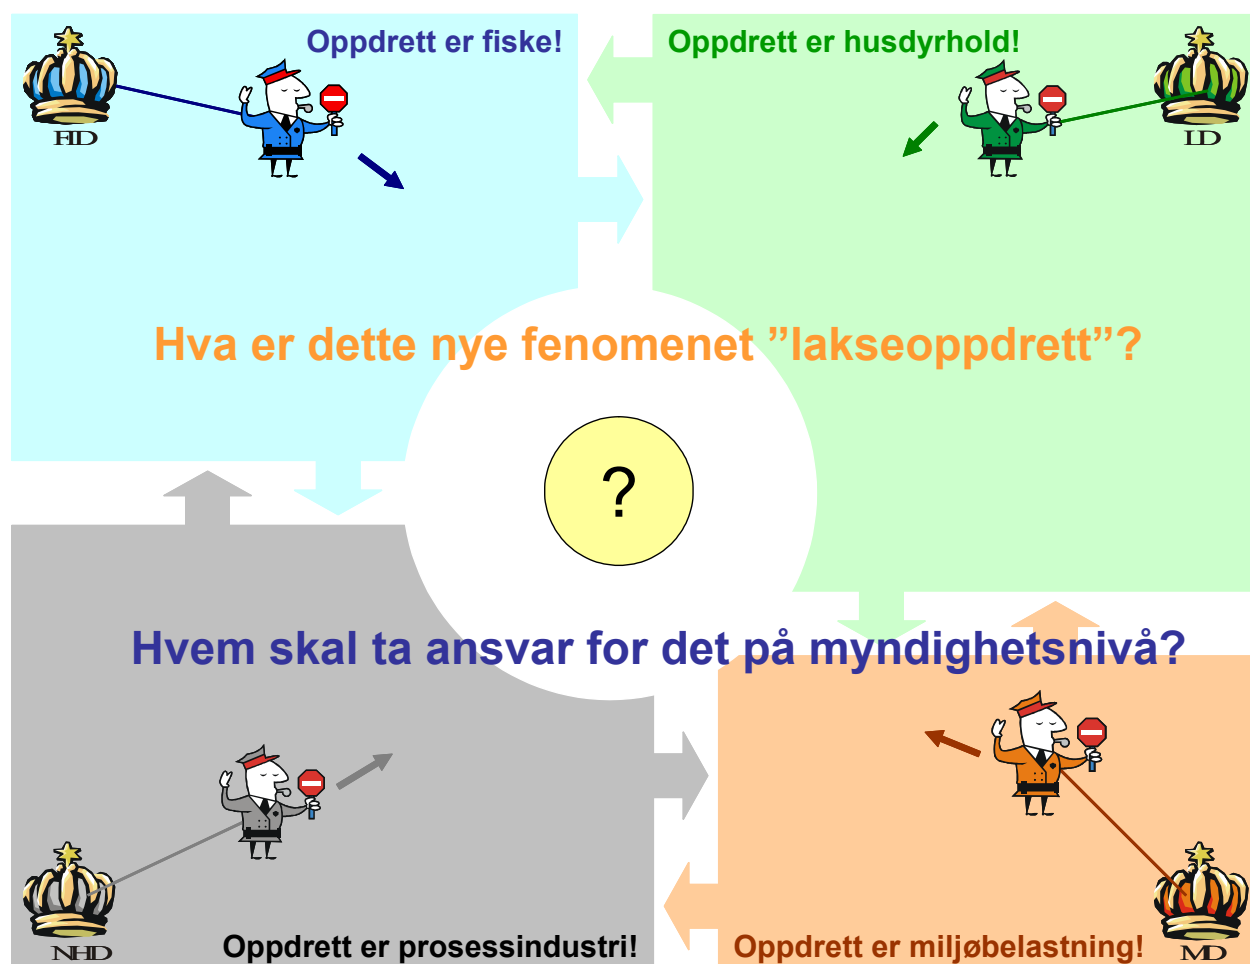 Oppdrett er fiske!
Oppdrett er husdyrhold!
FID
LD
Hva er dette nye fenomenet ”lakseoppdrett”?
?
Hvem skal ta ansvar for det på myndighetsnivå?
NHD
Oppdrett er prosessindustri!
Oppdrett er miljøbelastning!
MD